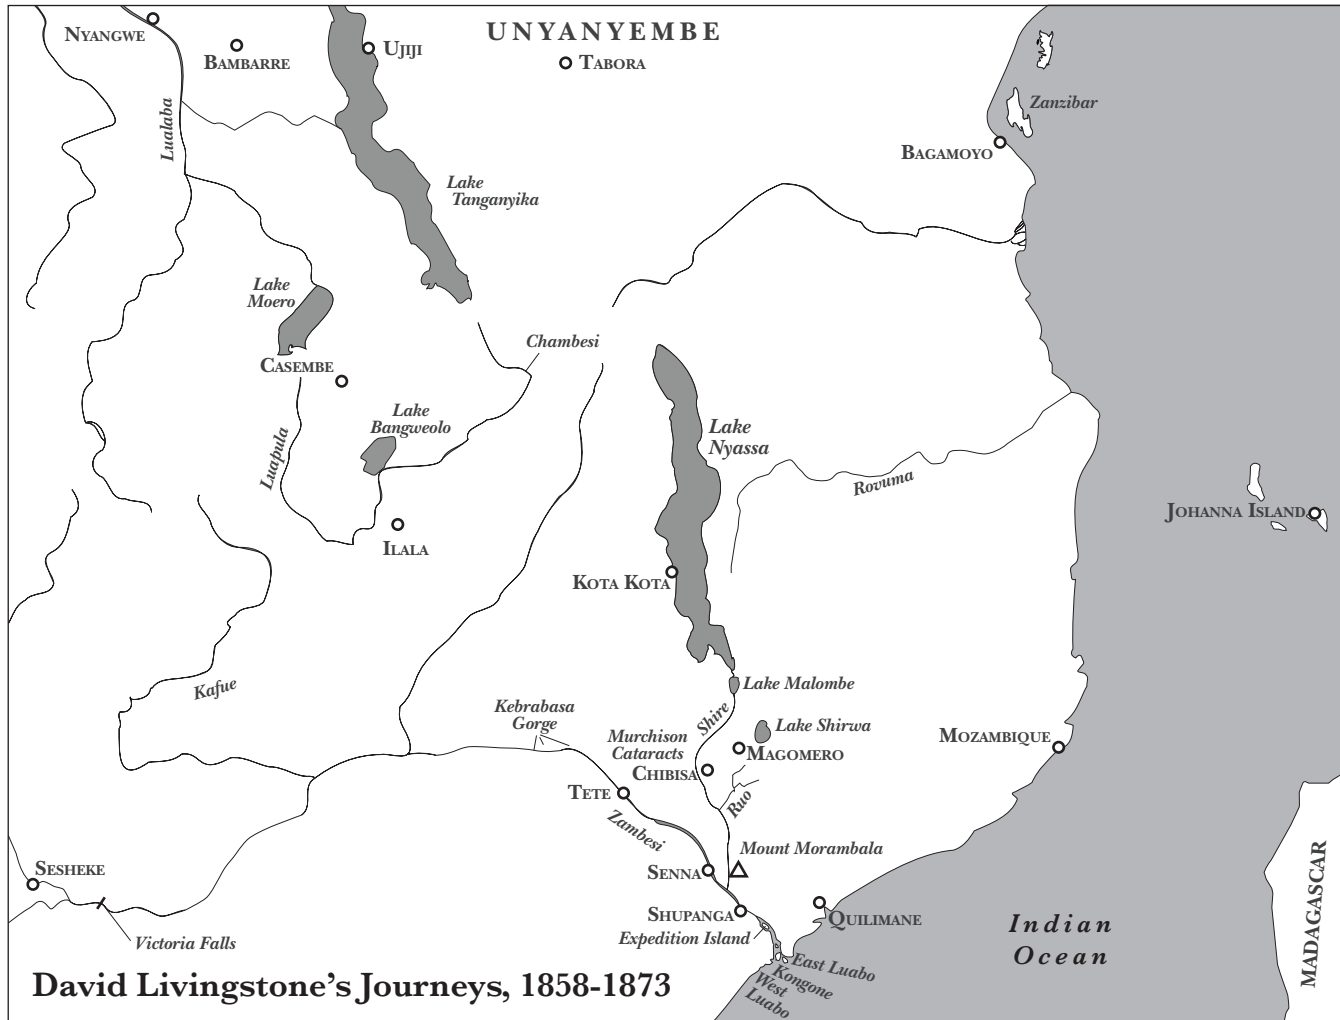 NYANGWE
BAMBARRE
UJIJI
UNYANYEMBE
TABORA
Zanzibar
Lualaba
BAGAMOYO
Lake
Tanganyika
Lake
Moero
Chambesi
CASEMBE
Lake
Bangweolo
Lake
Nyassa
Luapula
Rovuma
JOHANNA ISLAND
ILALA
KOTA KOTA
Kafue
Lake Malombe
Kebrabasa
Gorge
Shire
Lake Shirwa
Murchison
Cataracts
MAGOMERO
MOZAMBIQUE
CHIBISA
TETE
Ruo
Zambesi
Mount Morambala
SESHEKE
SENNA
MADAGASCAR
SHUPANGA
QUILIMANE
Expedition Island
Victoria Falls
Indian
Ocean
East Luabo
Kongone
West
Luabo
David Livingstone's Journeys, 1858-1873